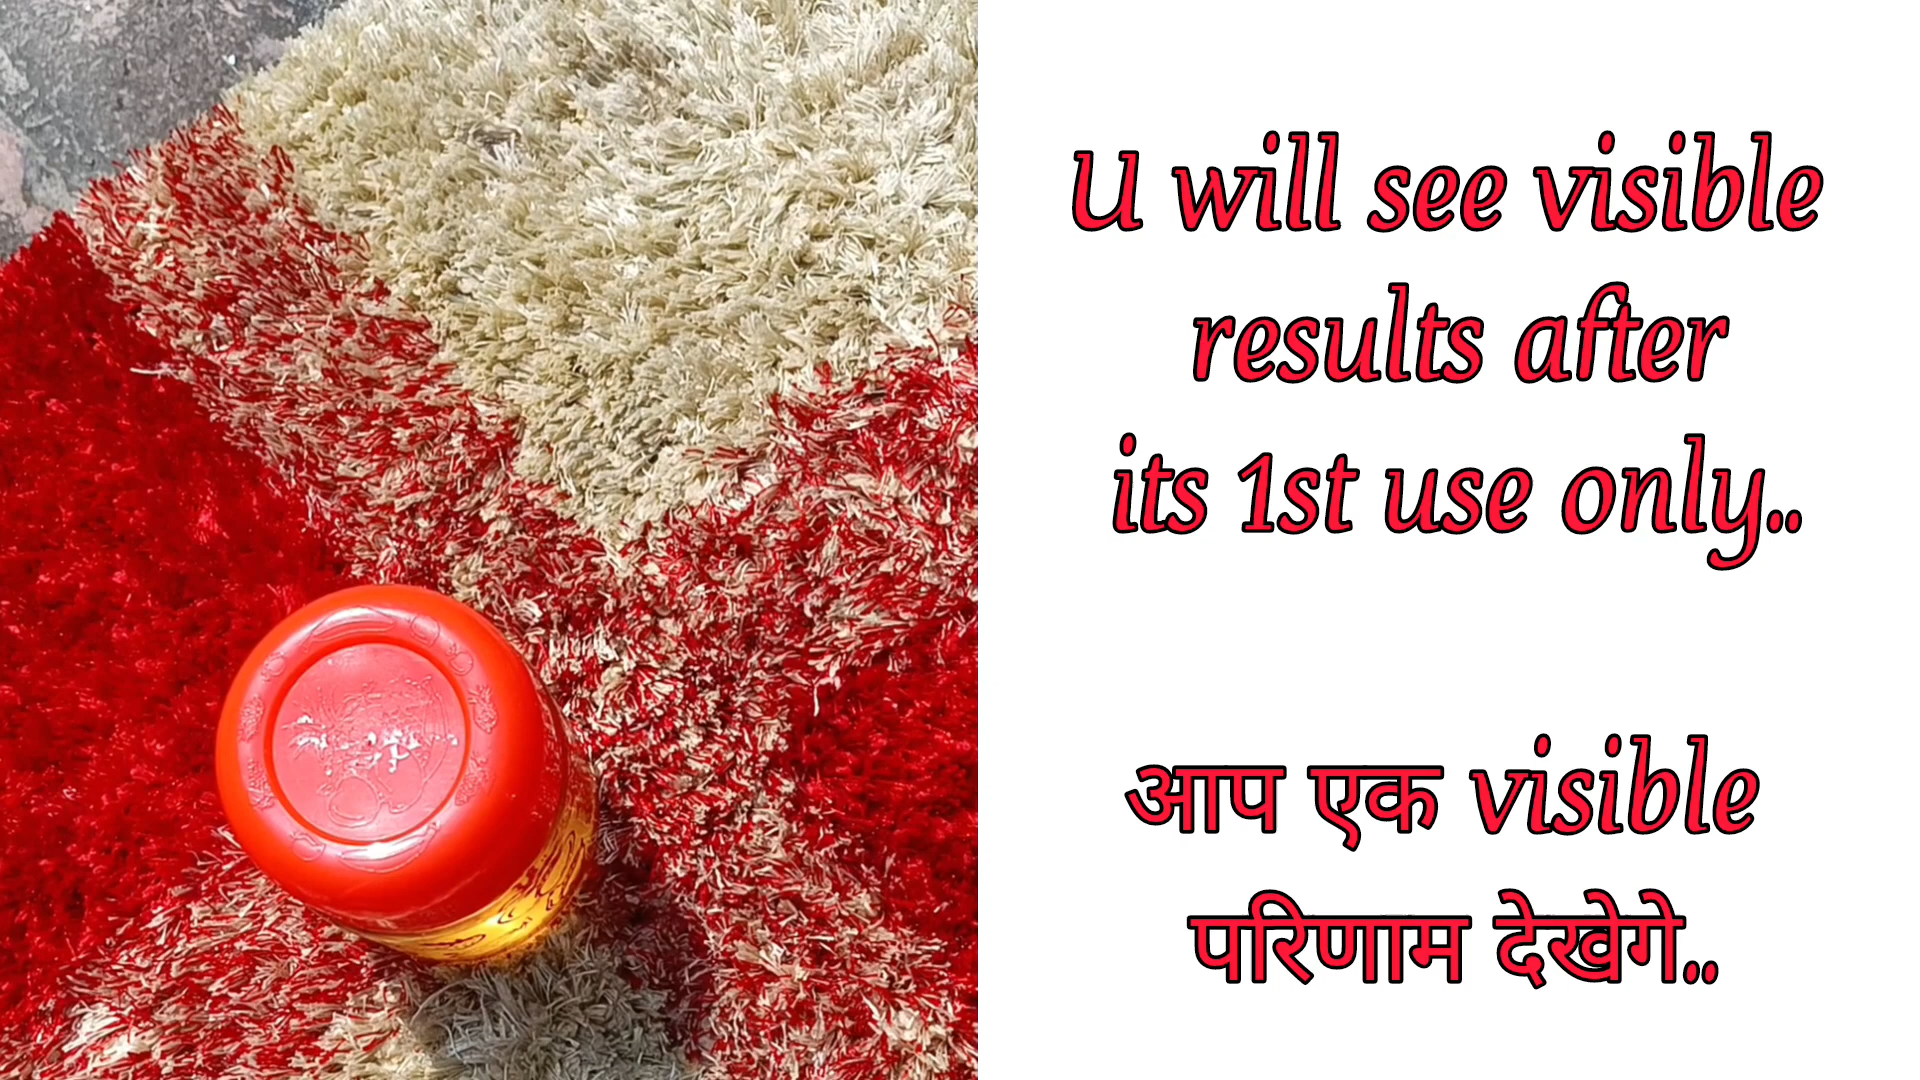 U will see visible
results after
its 1st use only..
आप एक visible
परिणाम देखेगे..